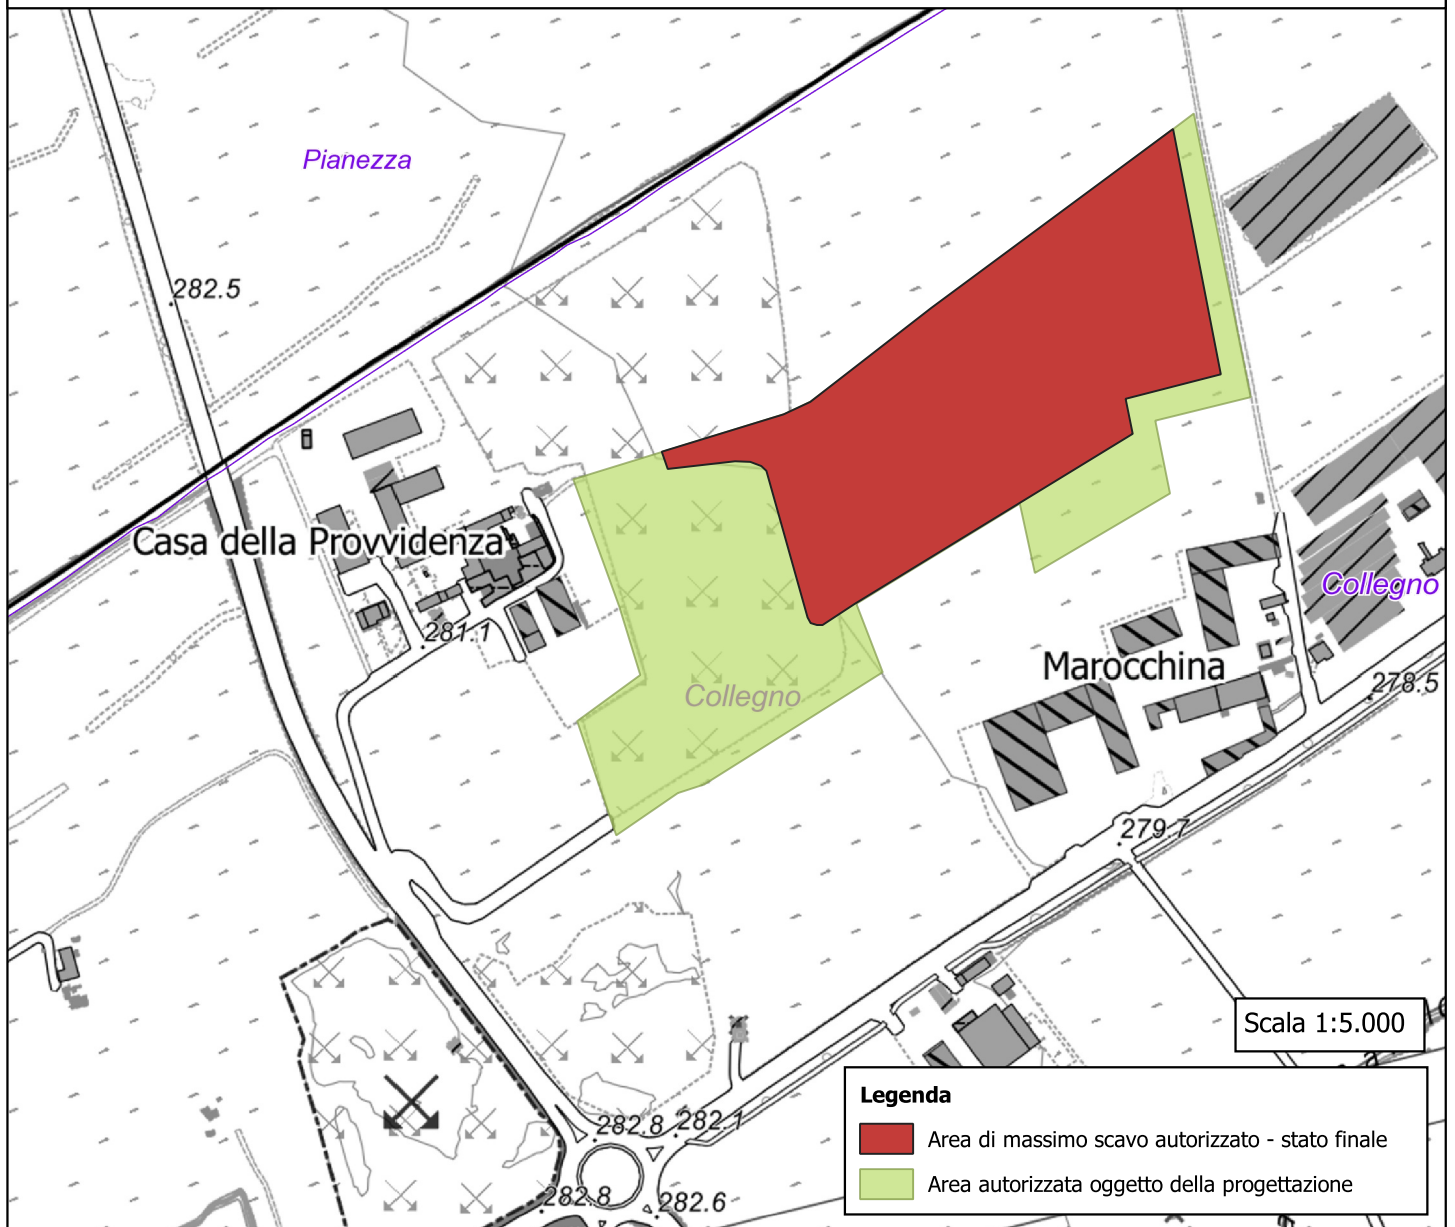 Pianezza
282.5
Casa della Provvidenza
Collegno
281.1
Marocchina
Collegno
278.5
279.7
Scala 1:5.000
Legenda
Area di massimo scavo autorizzato - stato finale
Area autorizzata oggetto della progettazione
282.8
282.1
282.8
282.6